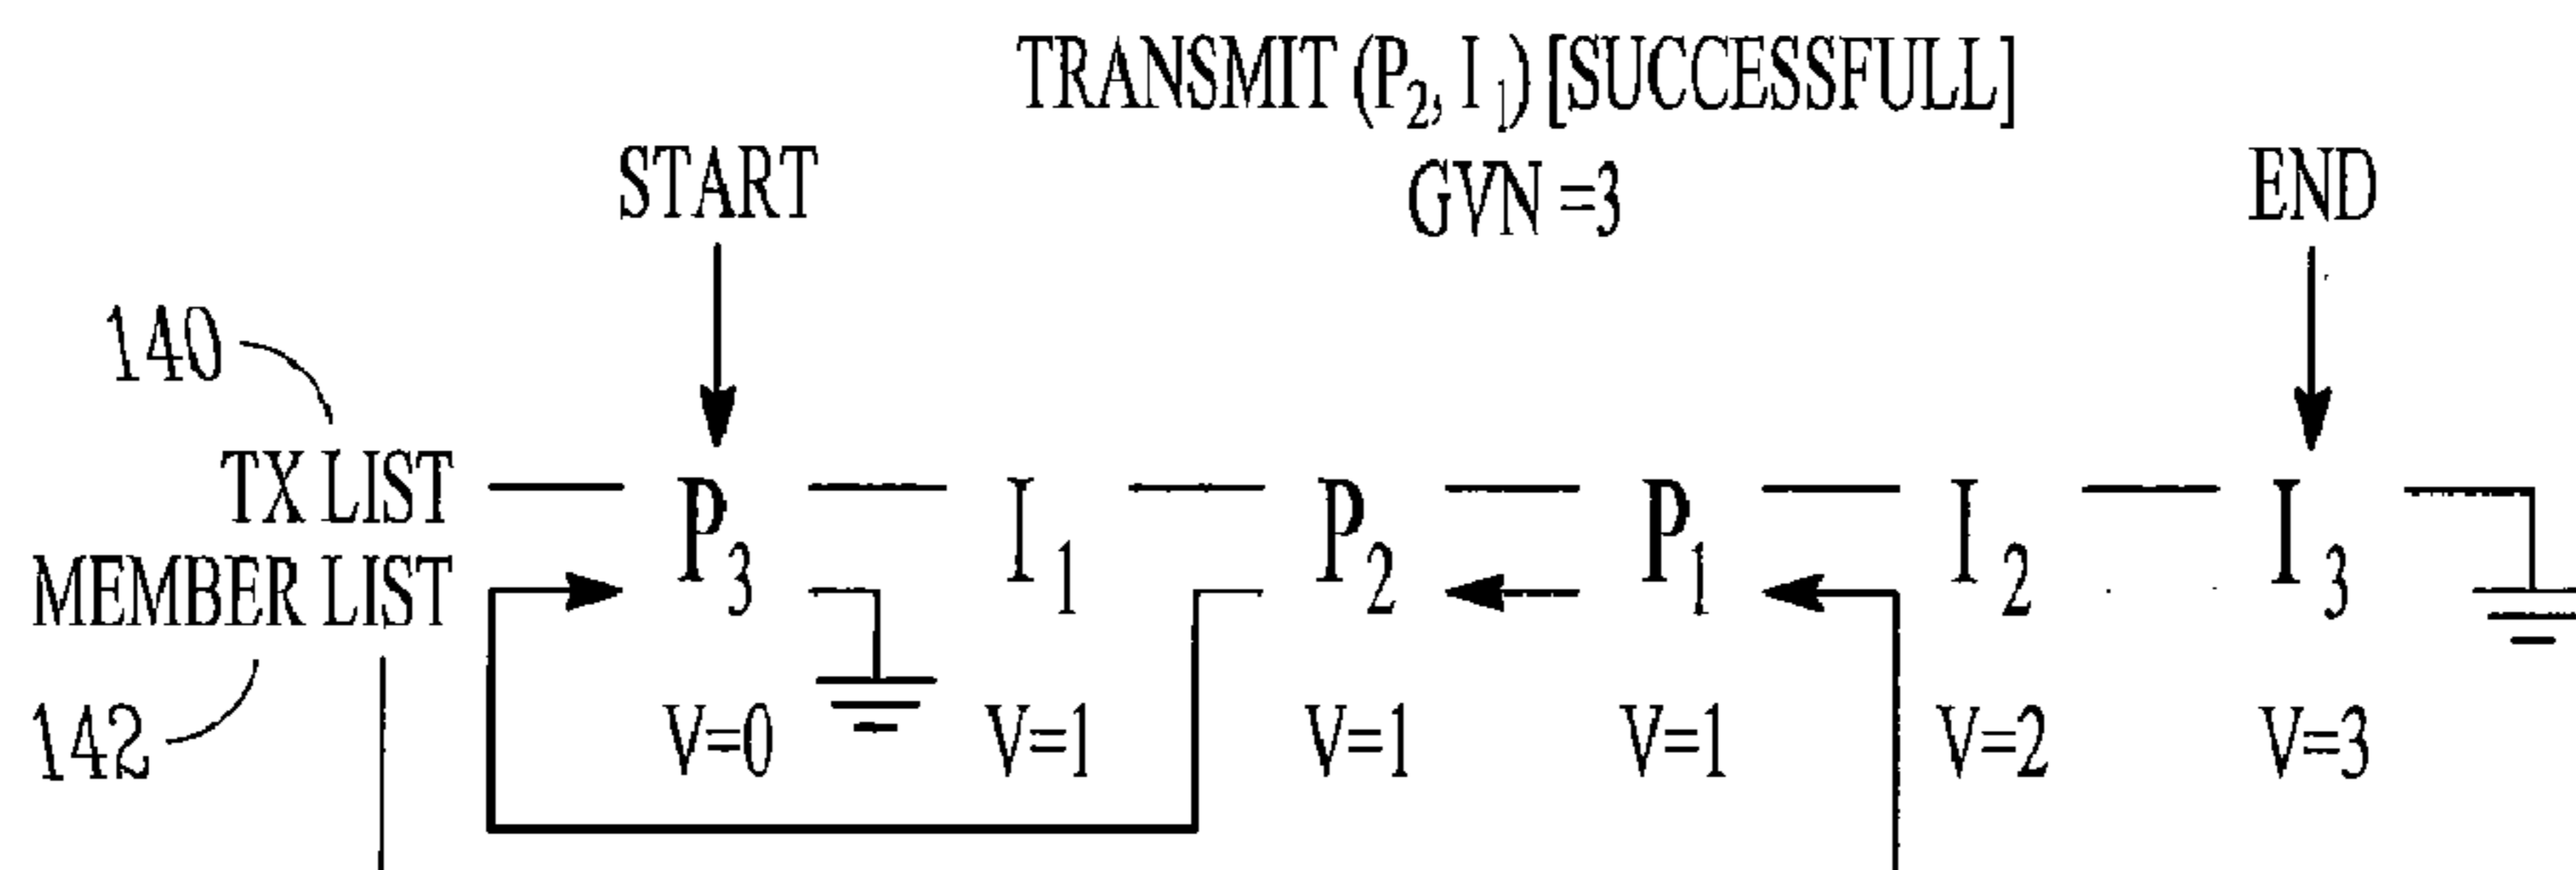 TRANSMIT (P2, I1) [SUCCESSFULL]
START GVN =3 END
140
TX LIST P3 I1 P2 P1 I2 I3
MEMBER LIST
142 V=0 V=1 V=1 V=1 V=2 V=3